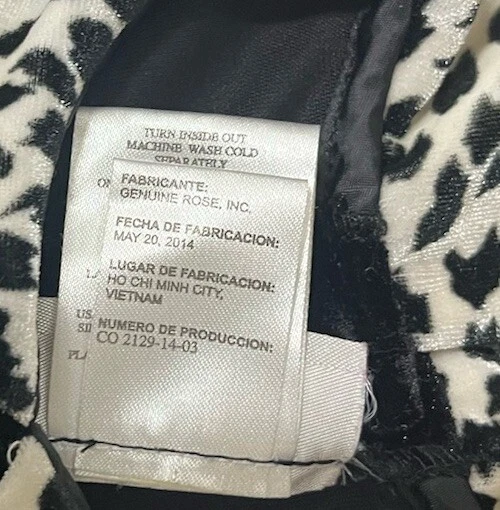 TURN INSIDE OUT
MACHINE WASH COLD
SEPARATELY
FABRICANTE:
GENUINE ROSE, INC.
FECHA DE FABRICACION:
MAY 20, 2014
LUGAR DE FABRICACION:
HO CHI MINH CITY,
VIETNAM
NUMERO DE PRODUCCION:
CO 2129-14-03